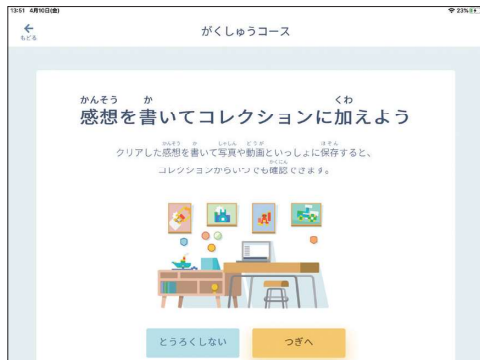 13:51 4月10日(金)
23%
もどる
がくしゅうコース
かんそう か くわ
感想を書いてコレクションに加えよう
かんそう か しゃしん どうが ほぞん
クリアした感想を書いて写真や動画といっしょに保存すると、
かくにん
コレクションからいつでも確認できます。
とうろくしない
つぎへ